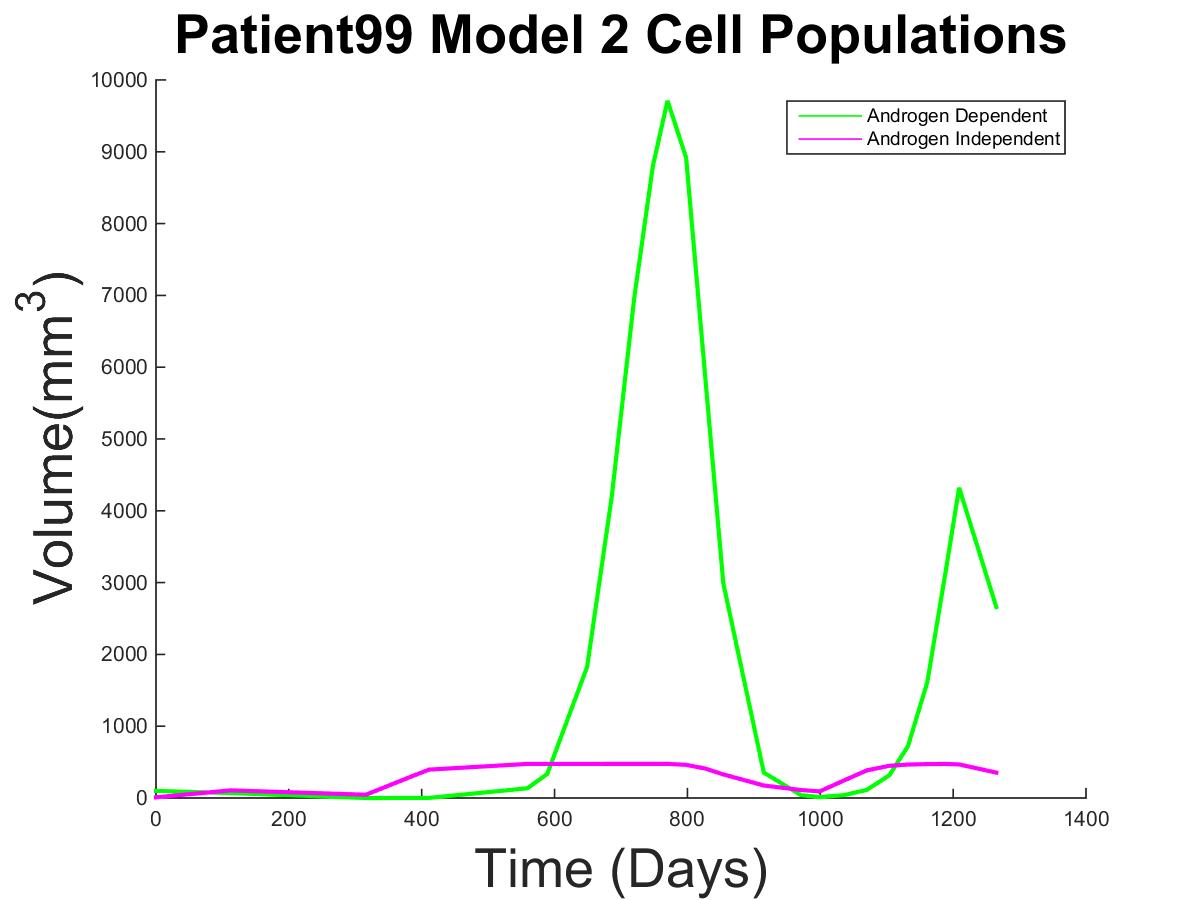 Patient99 Model 2 Cell Populations
Androgen Dependent
Androgen Independent
10000
9000
8000
7000
6000
5000
4000
3000
2000
1000
0
Volume(mm³)
0 200 400 600 800 1000 1200 1400
Time (Days)